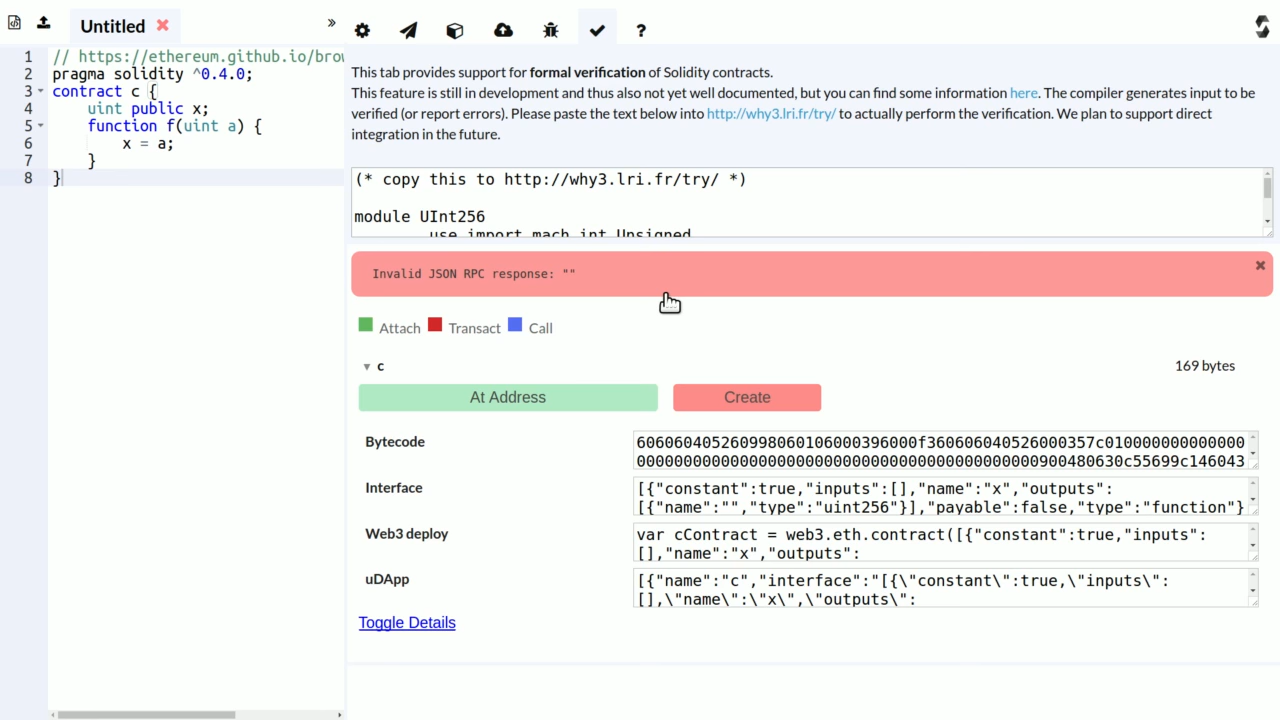 Untitled
»
?
1 // https://ethereum.github.io/brow
2 pragma solidity ^0.4.0;
3 contract c {
4 uint public x;
5 function f(uint a) {
6 x = a;
7 }
8 }
This tab provides support for formal verification of Solidity contracts.
This feature is still in development and thus also not yet well documented, but you can find some information here. The compiler generates input to be
verified (or report errors). Please paste the text below into http://why3.lri.fr/try/ to actually perform the verification. We plan to support direct
integration in the future.
(* copy this to http://why3.lri.fr/try/ *)
module UInt256
use import mach.int.Unsigned
Invalid JSON RPC response: ""
Attach Transact Call
c 169 bytes
At Address Create
Bytecode
606060405260998060106000396000f360606040526000357c0100000000000000
0000000000000000000000000000000000000000000900480630c55699c146043
Interface
[{"constant":true,"inputs":[],"name":"x","outputs":
[{"name":"","type":"uint256"}],"payable":false,"type":"function"}
Web3 deploy
var cContract = web3.eth.contract([{"constant":true,"inputs":
[],"name":"x","outputs":
uDApp
[{"name":"c","interface":"[{\"constant\":true,\"inputs\":
[],\"name\":\"x\",\"outputs\":
Toggle Details